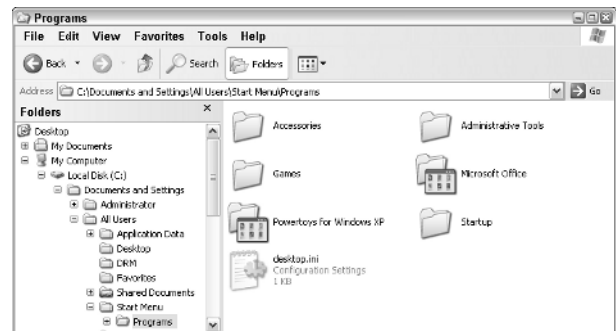 Programs
File Edit View Favorites Tools Help
Back Search Folders
Address C:\Documents and Settings\All Users\Start Menu\Programs Go
Folders
Desktop
My Documents
My Computer
Local Disk (C:)
Documents and Settings
Administrator
All Users
Application Data
Desktop
DRM
Favorites
Shared Documents
Start Menu
Programs
Accessories
Administrative Tools
Games
Microsoft Office
Powertoys for Windows XP
Startup
desktop.ini
Configuration Settings
1 KB